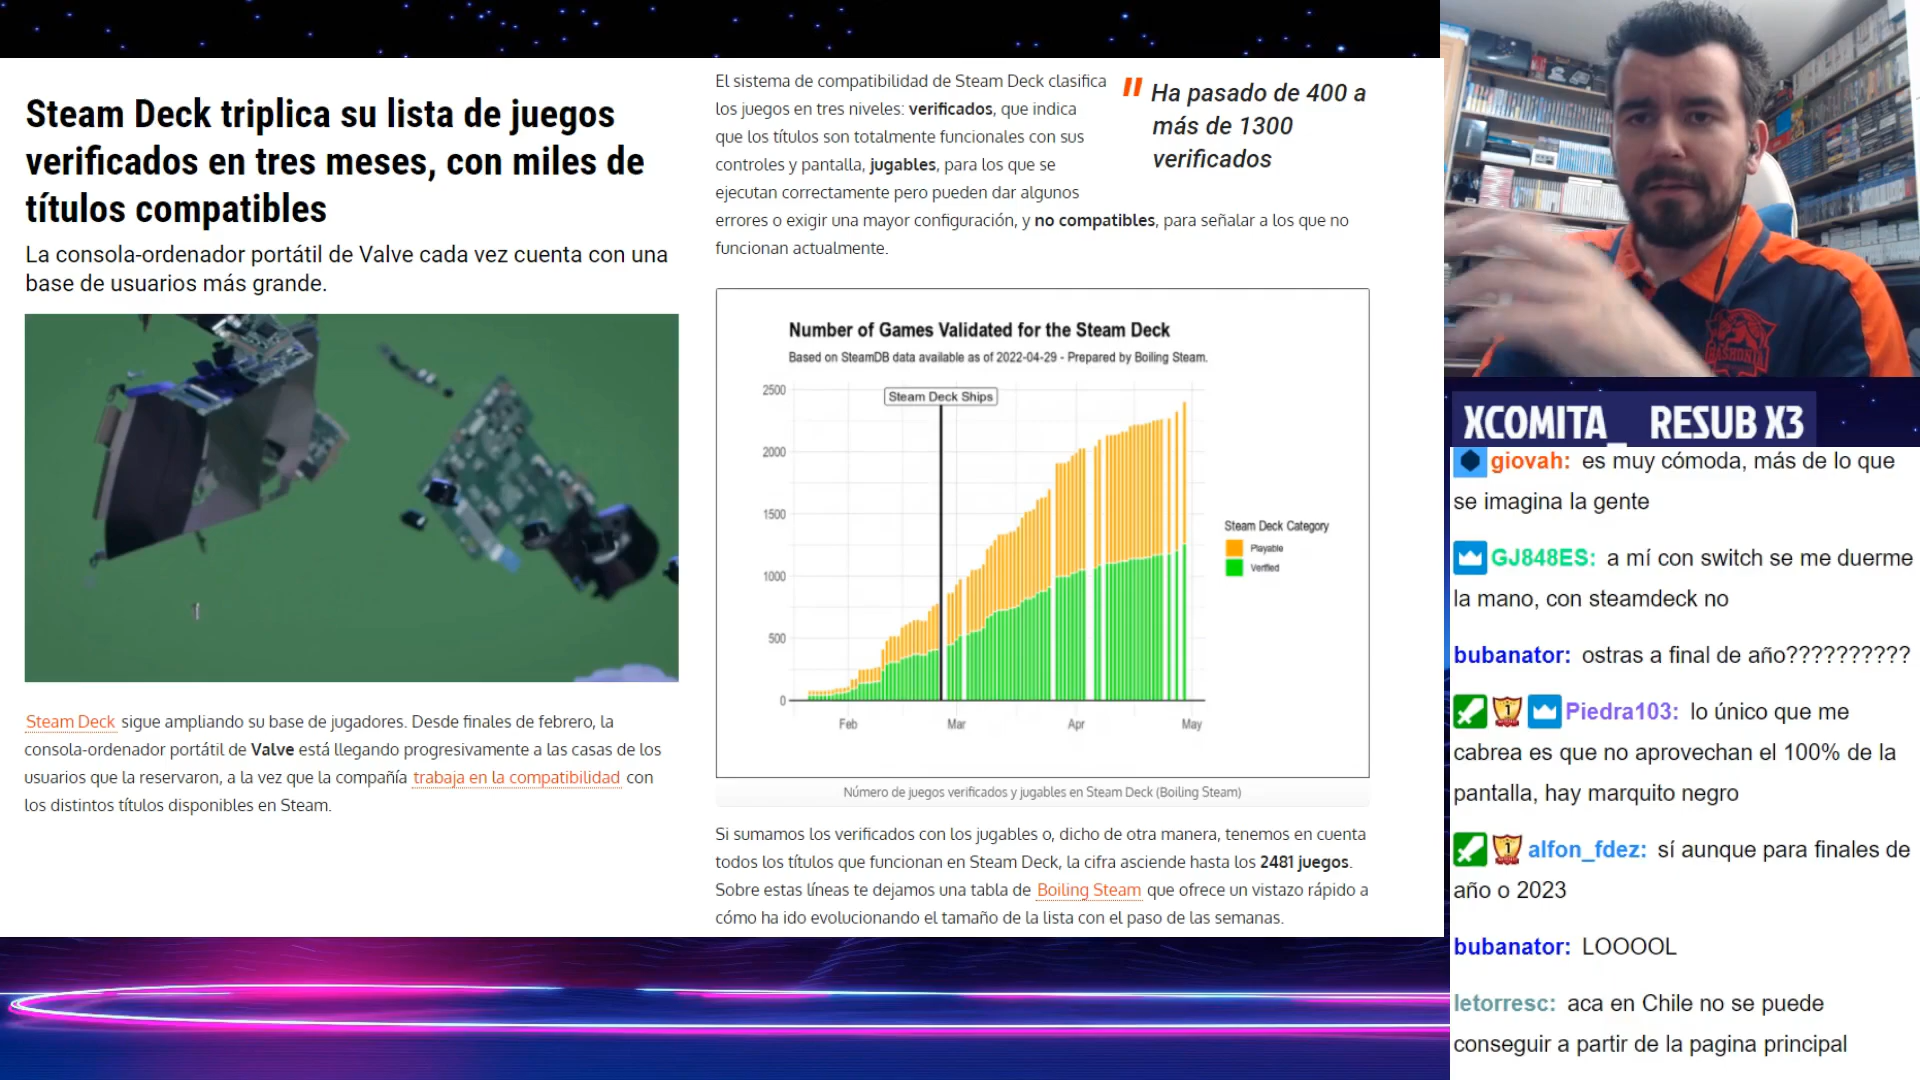 Steam Deck triplica su lista de juegos
verificados en tres meses, con miles de
títulos compatibles
La consola-ordenador portátil de Valve cada vez cuenta con una
base de usuarios más grande.
Steam Deck sigue ampliando su base de jugadores. Desde finales de febrero, la
consola-ordenador portátil de Valve está llegando progresivamente a las casas de los
usuarios que la reservaron, a la vez que la compañía trabaja en la compatibilidad con
los distintos títulos disponibles en Steam.
El sistema de compatibilidad de Steam Deck clasifica
los juegos en tres niveles: verificados, que indica
que los títulos son totalmente funcionales con sus
controles y pantalla, jugables, para los que se
ejecutan correctamente pero pueden dar algunos
errores o exigir una mayor configuración, y no compatibles, para señalar a los que no
funcionan actualmente.
" Ha pasado de 400 a
más de 1300
verificados
Number of Games Validated for the Steam Deck
Based on SteamDB data available as of 2022-04-29 - Prepared by Boiling Steam.
2500
2000
1500
1000
500
0
Steam Deck Ships
Feb Mar Apr May
Steam Deck Category
Playable
Verified
Número de juegos verificados y jugables en Steam Deck (Boiling Steam)
Si sumamos los verificados con los jugables o, dicho de otra manera, tenemos en cuenta
todos los títulos que funcionan en Steam Deck, la cifra asciende hasta los 2481 juegos.
Sobre estas líneas te dejamos una tabla de Boiling Steam que ofrece un vistazo rápido a
cómo ha ido evolucionando el tamaño de la lista con el paso de las semanas.
BASKONIA
XCOMITA_ RESUB X3
giovah: es muy cómoda, más de lo que
se imagina la gente
GJ848ES: a mí con switch se me duerme
la mano, con steamdeck no
bubanator: ostras a final de año??????????
Piedra103: lo único que me
cabrea es que no aprovechan el 100% de la
pantalla, hay marquito negro
alfon_fdez: sí aunque para finales de
año o 2023
bubanator: LOOOOL
letorresc: aca en Chile no se puede
conseguir a partir de la pagina principal